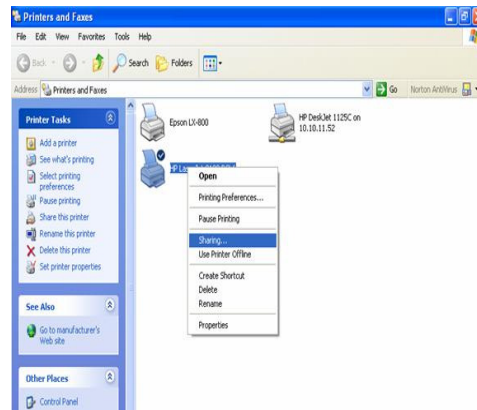 Printers and Faxes
File Edit View Favorites Tools Help
Back Search Folders
Address Printers and Faxes Go Norton AntiVirus
Printer Tasks
Add a printer
See what's printing
Select printing
preferences
Pause printing
Share this printer
Rename this printer
Delete this printer
Set printer properties
See Also
Go to manufacturer's
Web site
Other Places
Control Panel
Epson LX-800
HP DeskJet 1125C on
10.10.11.52
Open
Printing Preferences...
Pause Printing
Sharing...
Use Printer Offline
Create Shortcut
Delete
Rename
Properties